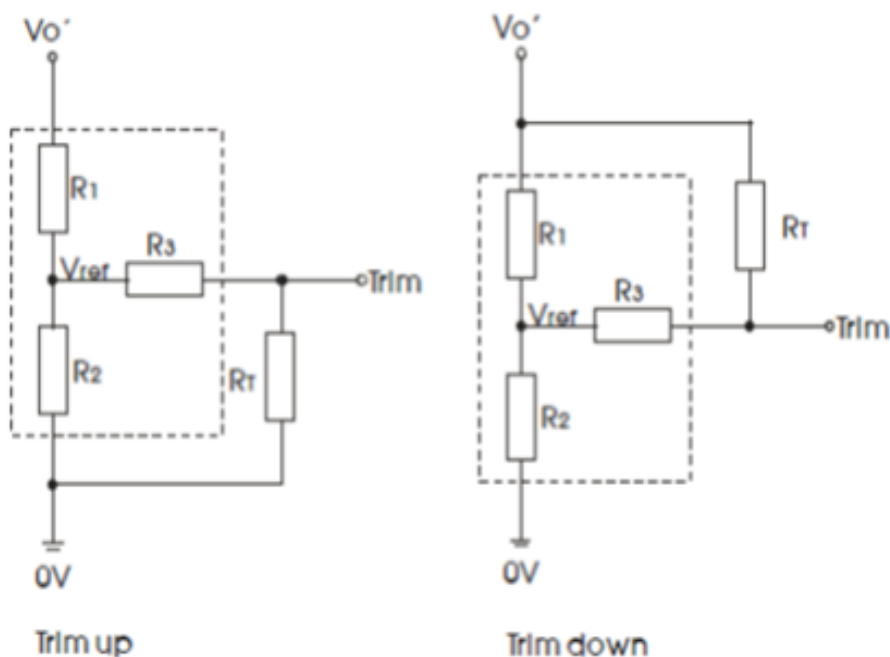 Vo´
R1
Vref
R3
Trim
R2
RT
0V
Trim up
Vo´
R1
RT
Vref
R3
Trim
R2
0V
Trim down